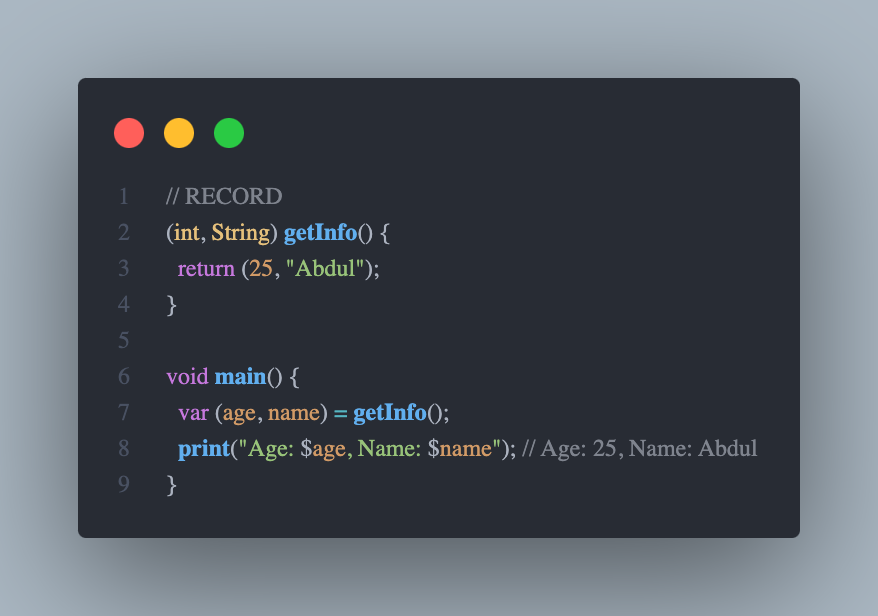 1 // RECORD
2 (int, String) getInfo() {
3   return (25, "Abdul");
4 }
5
6 void main() {
7   var (age, name) = getInfo();
8   print("Age: $age, Name: $name"); // Age: 25, Name: Abdul
9 }